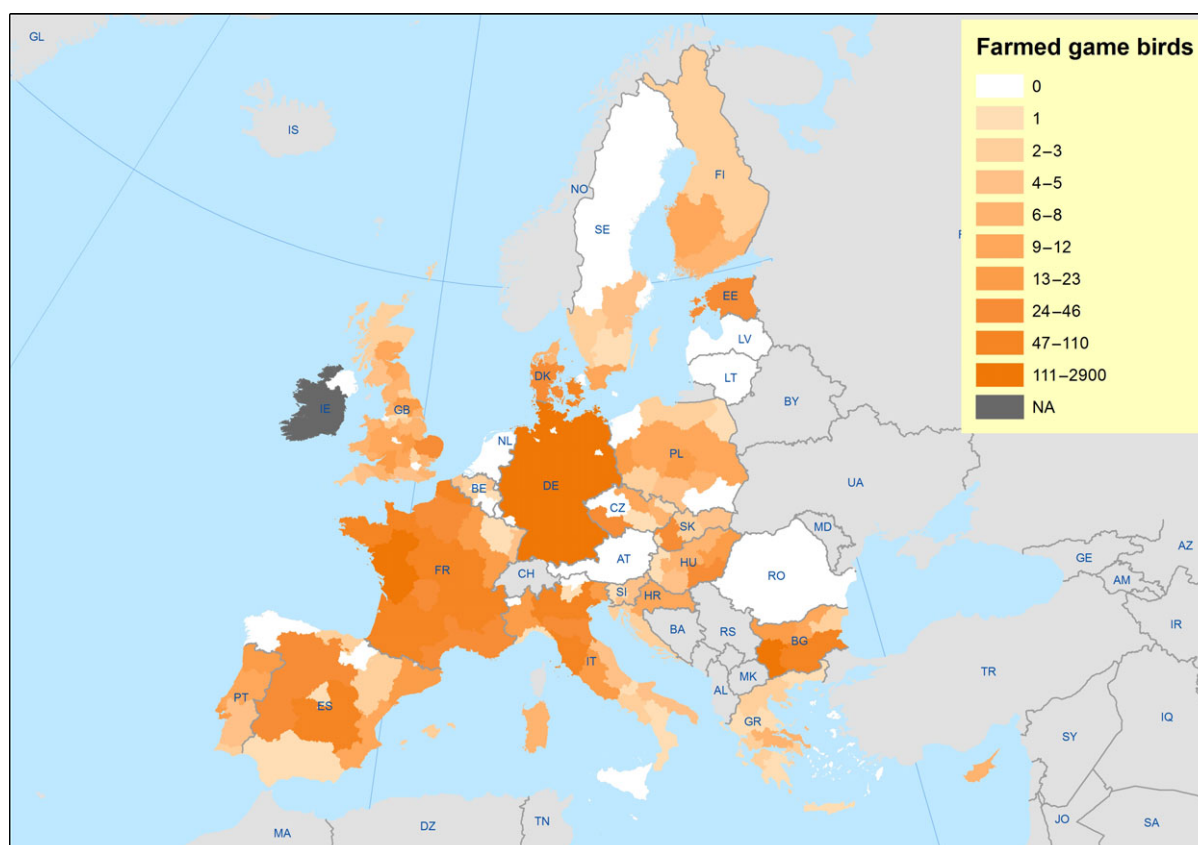 GL
IS
NO
SE
FI
EE
LV
LT
BY
DK
IE
GB
NL
BE
DE
PL
CZ
SK
UA
MD
FR
CH
AT
HU
RO
SI
HR
BA
RS
BG
IT
MK
AL
GR
PT
ES
TR
GE
AM
AZ
IR
IQ
SY
JO
SA
MA
DZ
TN
Farmed game birds
0
1
2–3
4–5
6–8
9–12
13–23
24–46
47–110
111–2900
NA